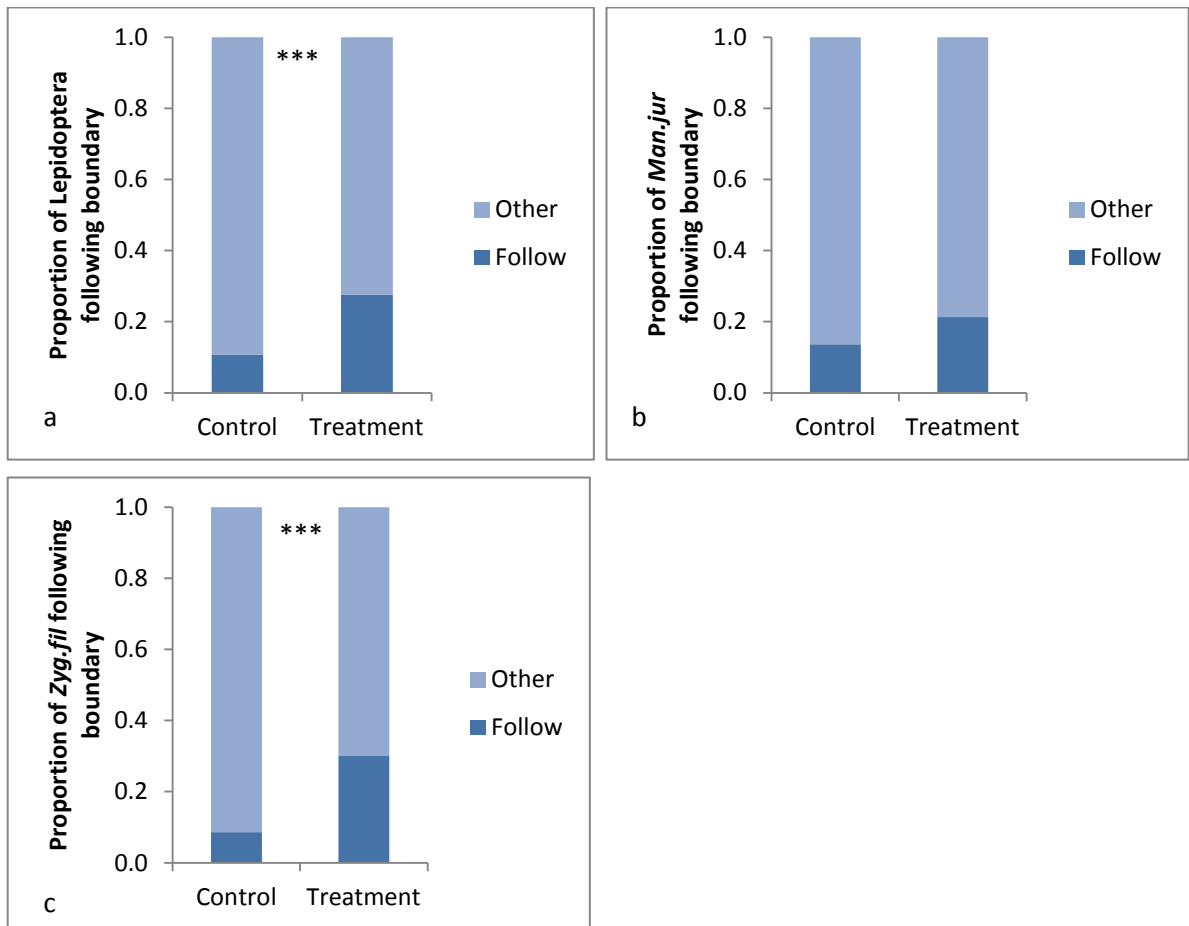 Proportion of Lepidoptera
following boundary
1.0
0.8
0.6
0.4
0.2
0.0
***
Control
Treatment
Other
Follow
a
Proportion of Man.jur
following boundary
1.0
0.8
0.6
0.4
0.2
0.0
Control
Treatment
Other
Follow
b
Proportion of Zyg.fil following
boundary
1.0
0.8
0.6
0.4
0.2
0.0
***
Control
Treatment
Other
Follow
c